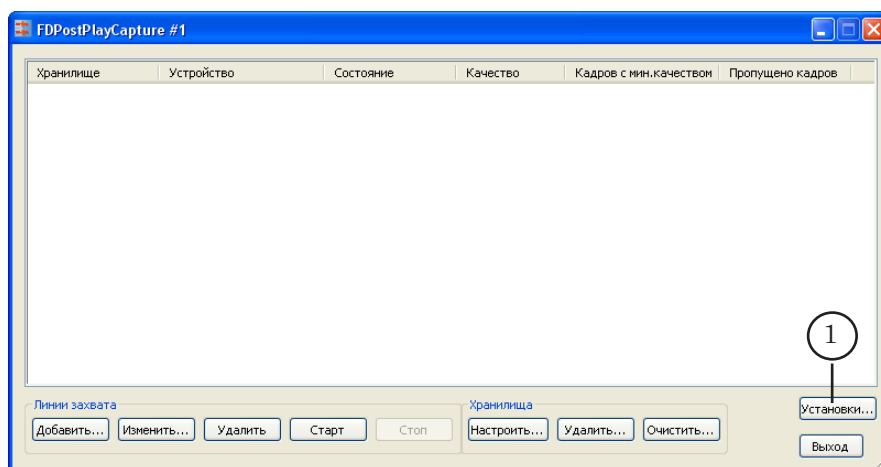 FDPostPlayCapture #1
Хранилище Устройство Состояние Качество Кадров с мин.качеством Пропущено кадров
1
Линии захвата Хранилища
Установки...
Добавить... Изменить... Удалить Старт Стоп Настроить... Удалить... Очистить...
Выход